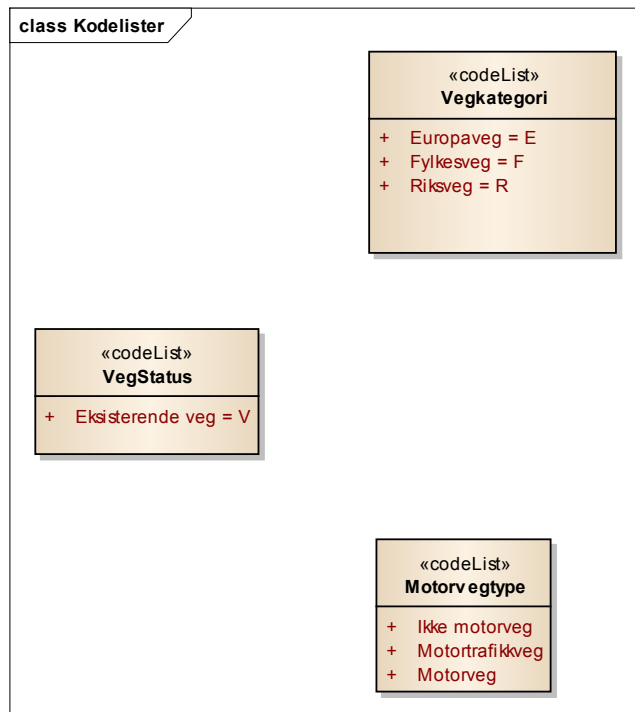 class Kodelister
«codeList»
Vegkategori
+ Europaveg = E
+ Fylkesveg = F
+ Riksveg = R
«codeList»
VegStatus
+ Eksisterende veg = V
«codeList»
Motorvegtype
+ Ikke motorveg
+ Motortrafikkveg
+ Motorveg